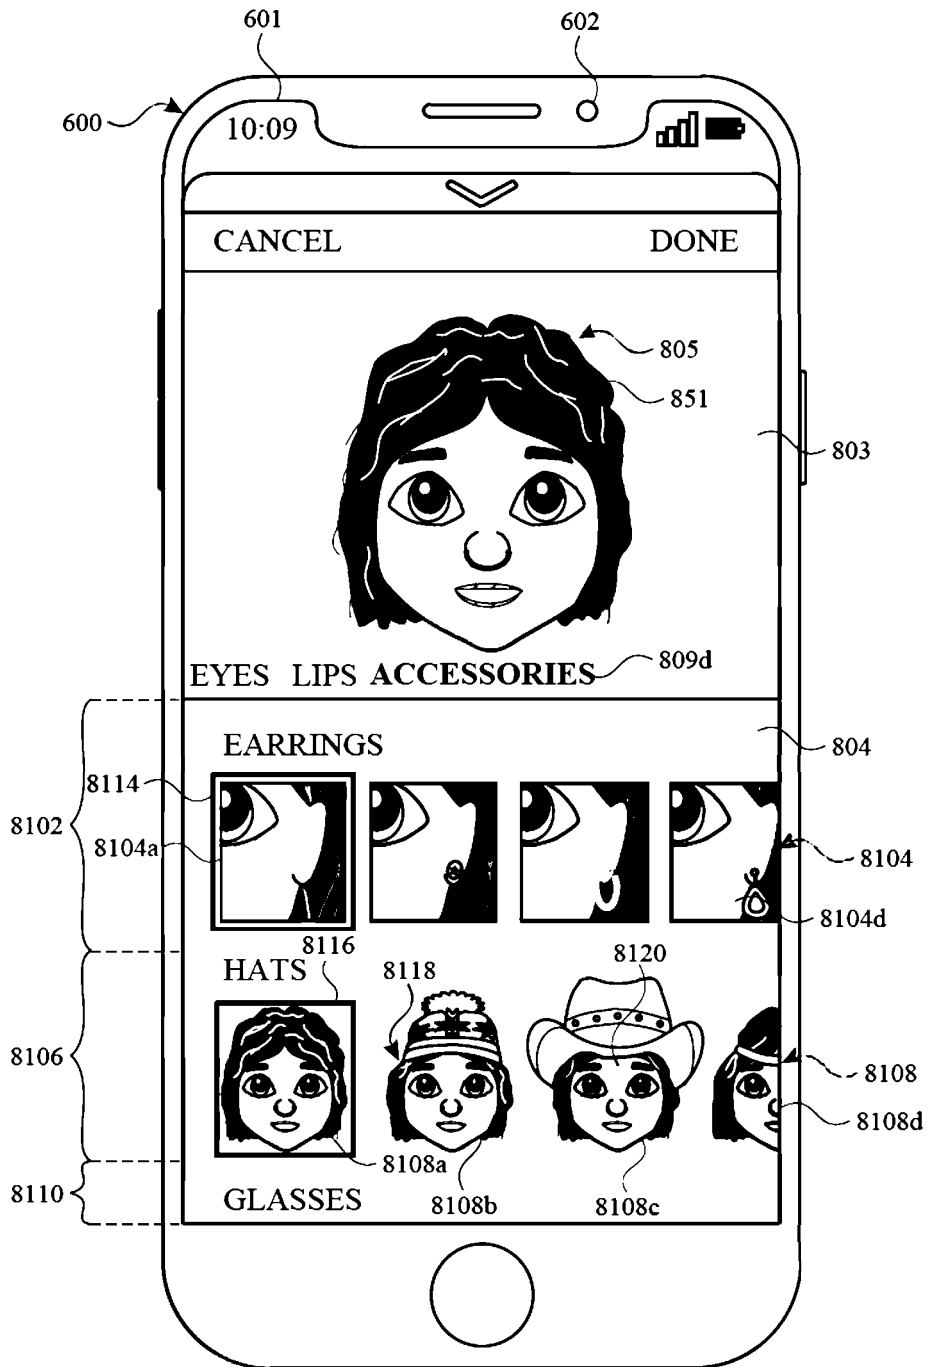 601 602
600
10:09
CANCEL DONE
805
851
803
EYES LIPS ACCESSORIES 809d
804
EARRINGS
8114
8102
8104a
8104
8104d
8116 8120
HATS 8118
8106
8108
8108d
8108a
8110
8108b 8108c
GLASSES